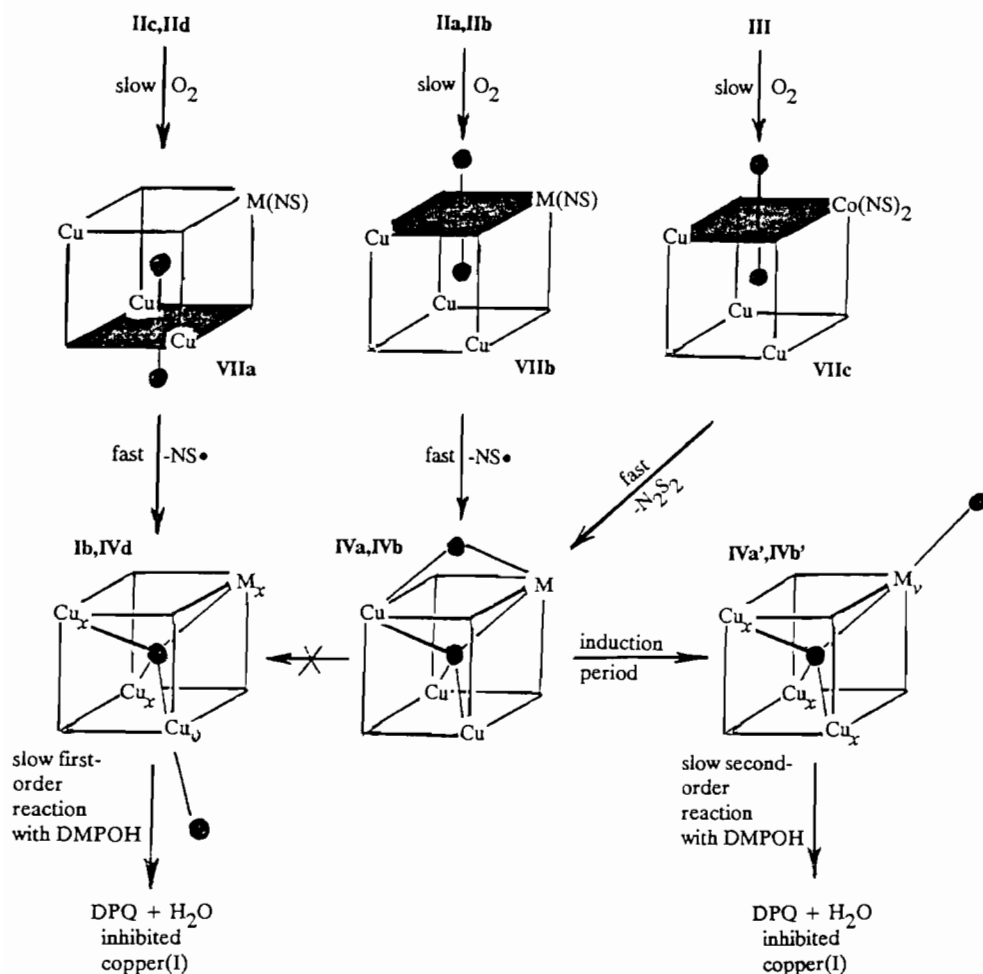 IIc,IId
IIa,IIb
III
slow O2
slow O2
slow O2
M(NS)
Cu
Cu
Cu
VIIa
M(NS)
Cu
Cu
Cu
VIIb
Co(NS)2
Cu
Cu
Cu
VIIc
fast -NS•
fast -NS•
fast
-N2S2
Ib,IVd
IVa,IVb
IVa',IVb'
Mx
Cux
Cux
Cuy
M
Cu
Cu
Cu
induction
period
My
Cux
Cux
Cux
slow first-
order
reaction
with DMPOH
slow second-
order
reaction
with DMPOH
DPQ + H2O
inhibited
copper(I)
DPQ + H2O
inhibited
copper(I)